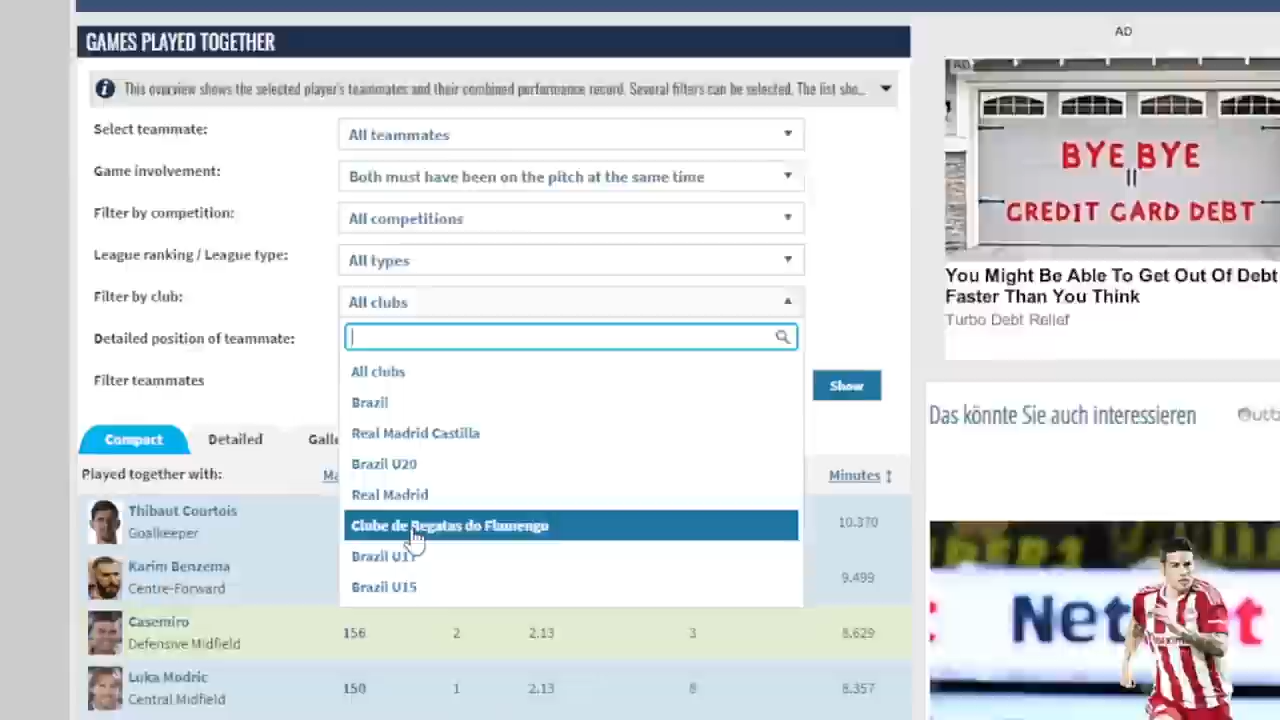 GAMES PLAYED TOGETHER
This overview shows the selected player's teammates and their combined performance record. Several filters can be selected. The list sho...
Select teammate:
All teammates
Game involvement:
Both must have been on the pitch at the same time
Filter by competition:
All competitions
League ranking / League type:
All types
Filter by club:
All clubs
Detailed position of teammate:
Filter teammates
All clubs
Brazil
Real Madrid Castilla
Brazil U20
Real Madrid
Clube de Regatas do Flamengo
Brazil U17
Brazil U15
Show
Compact
Detailed
Galle
Played together with:
Ma
Minutes
Thibaut Courtois
Goalkeeper
10.370
Karim Benzema
Centre-Forward
9.499
Casemiro
Defensive Midfield
156 2 2.13 3 8.629
Luka Modric
Central Midfield
150 1 2.13 8 8.357
AD
AD
BYE BYE
CREDIT CARD DEBT
You Might Be Able To Get Out Of Debt
Faster Than You Think
Turbo Debt Relief
Das könnte Sie auch interessieren
outb